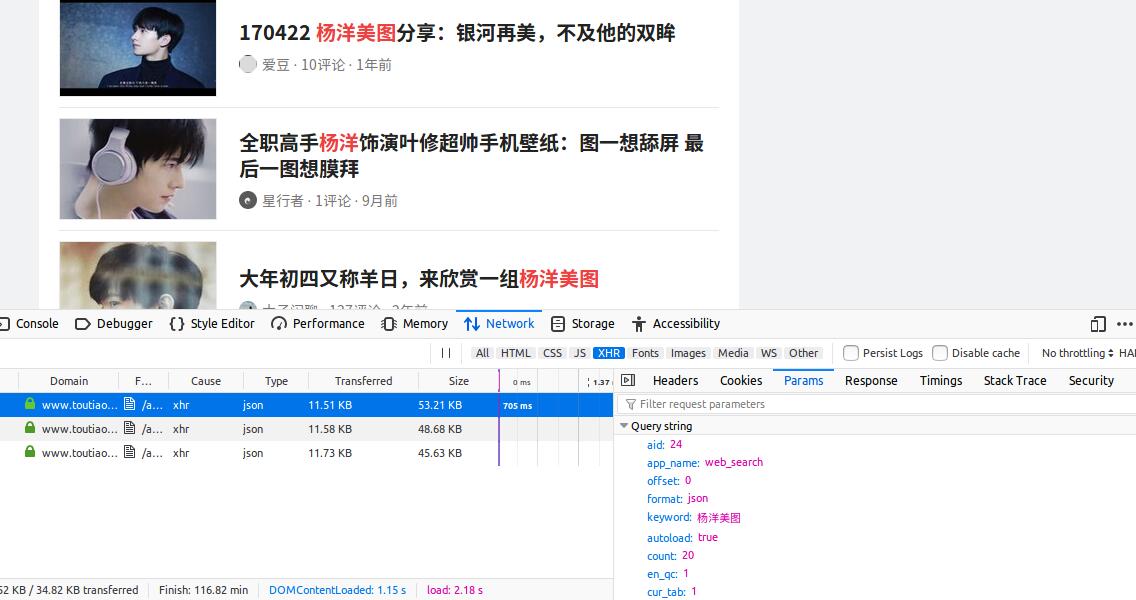 170422 杨洋美图分享：银河再美，不及他的双眸
爱豆 · 10评论 · 1年前
全职高手杨洋饰演叶修超帅手机壁纸：图一想舔屏 最
后一图想膜拜
星行者 · 1评论 · 9月前
大年初四又称羊日，来欣赏一组杨洋美图
Console Debugger Style Editor Performance Memory Network Storage Accessibility
All HTML CSS JS XHR Fonts Images Media WS Other Persist Logs Disable cache No throttling HA
Domain F... Cause Type Transferred Size 0 ms 1.37 Headers Cookies Params Response Timings Stack Trace Security
www.toutiao... /a... xhr json 11.51 KB 53.21 KB 705 ms
www.toutiao... /a... xhr json 11.58 KB 48.68 KB
www.toutiao... /a... xhr json 11.73 KB 45.63 KB
Filter request parameters
Query string
aid: 24
app_name: web_search
offset: 0
format: json
keyword: 杨洋美图
autoload: true
count: 20
en_qc: 1
cur_tab: 1
52 KB / 34.82 KB transferred Finish: 116.82 min DOMContentLoaded: 1.15 s load: 2.18 s